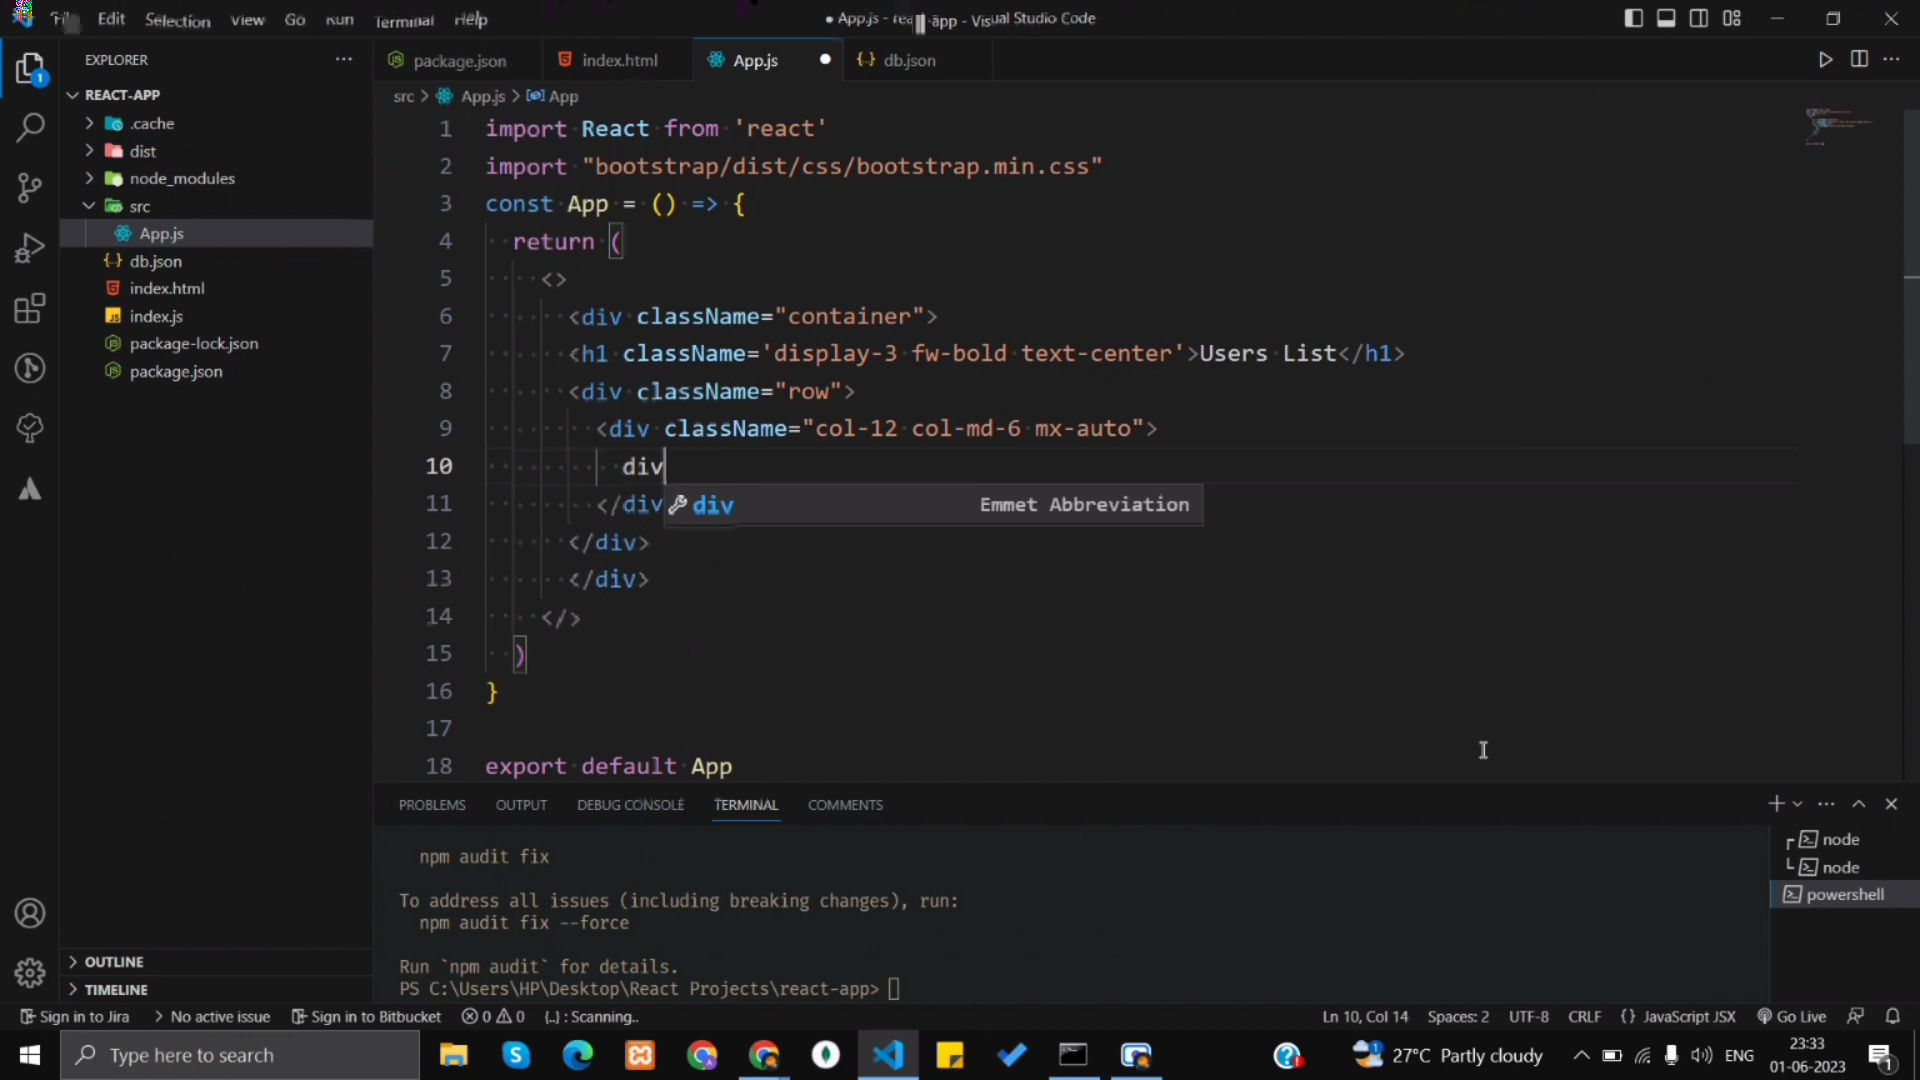 Edit Selection View Go Run Terminal Help
● App.js - rea app - Visual Studio Code
EXPLORER
REACT-APP
.cache
dist
node_modules
src
App.js
db.json
index.html
index.js
package-lock.json
package.json
OUTLINE
TIMELINE
package.json index.html App.js db.json
src > App.js > App
1 import React from 'react'
2 import "bootstrap/dist/css/bootstrap.min.css"
3 const App = () => {
4 return (
5 <>
6 <div className="container">
7 <h1 className='display-3 fw-bold text-center'>Users List</h1>
8 <div className="row">
9 <div className="col-12 col-md-6 mx-auto">
10 div
11 </div
div Emmet Abbreviation
12 </div>
13 </div>
14 </>
15 )
16 }
17
18 export default App
PROBLEMS OUTPUT DEBUG CONSOLE TERMINAL COMMENTS
npm audit fix
To address all issues (including breaking changes), run:
npm audit fix --force
Run `npm audit` for details.
PS C:\Users\HP\Desktop\React Projects\react-app>
node
node
powershell
Sign in to Jira No active issue Sign in to Bitbucket 0 0 {..} : Scanning.. Ln 10, Col 14 Spaces: 2 UTF-8 CRLF {} JavaScript JSX Go Live
Type here to search
27°C Partly cloudy ENG
23:33
01-06-2023
1